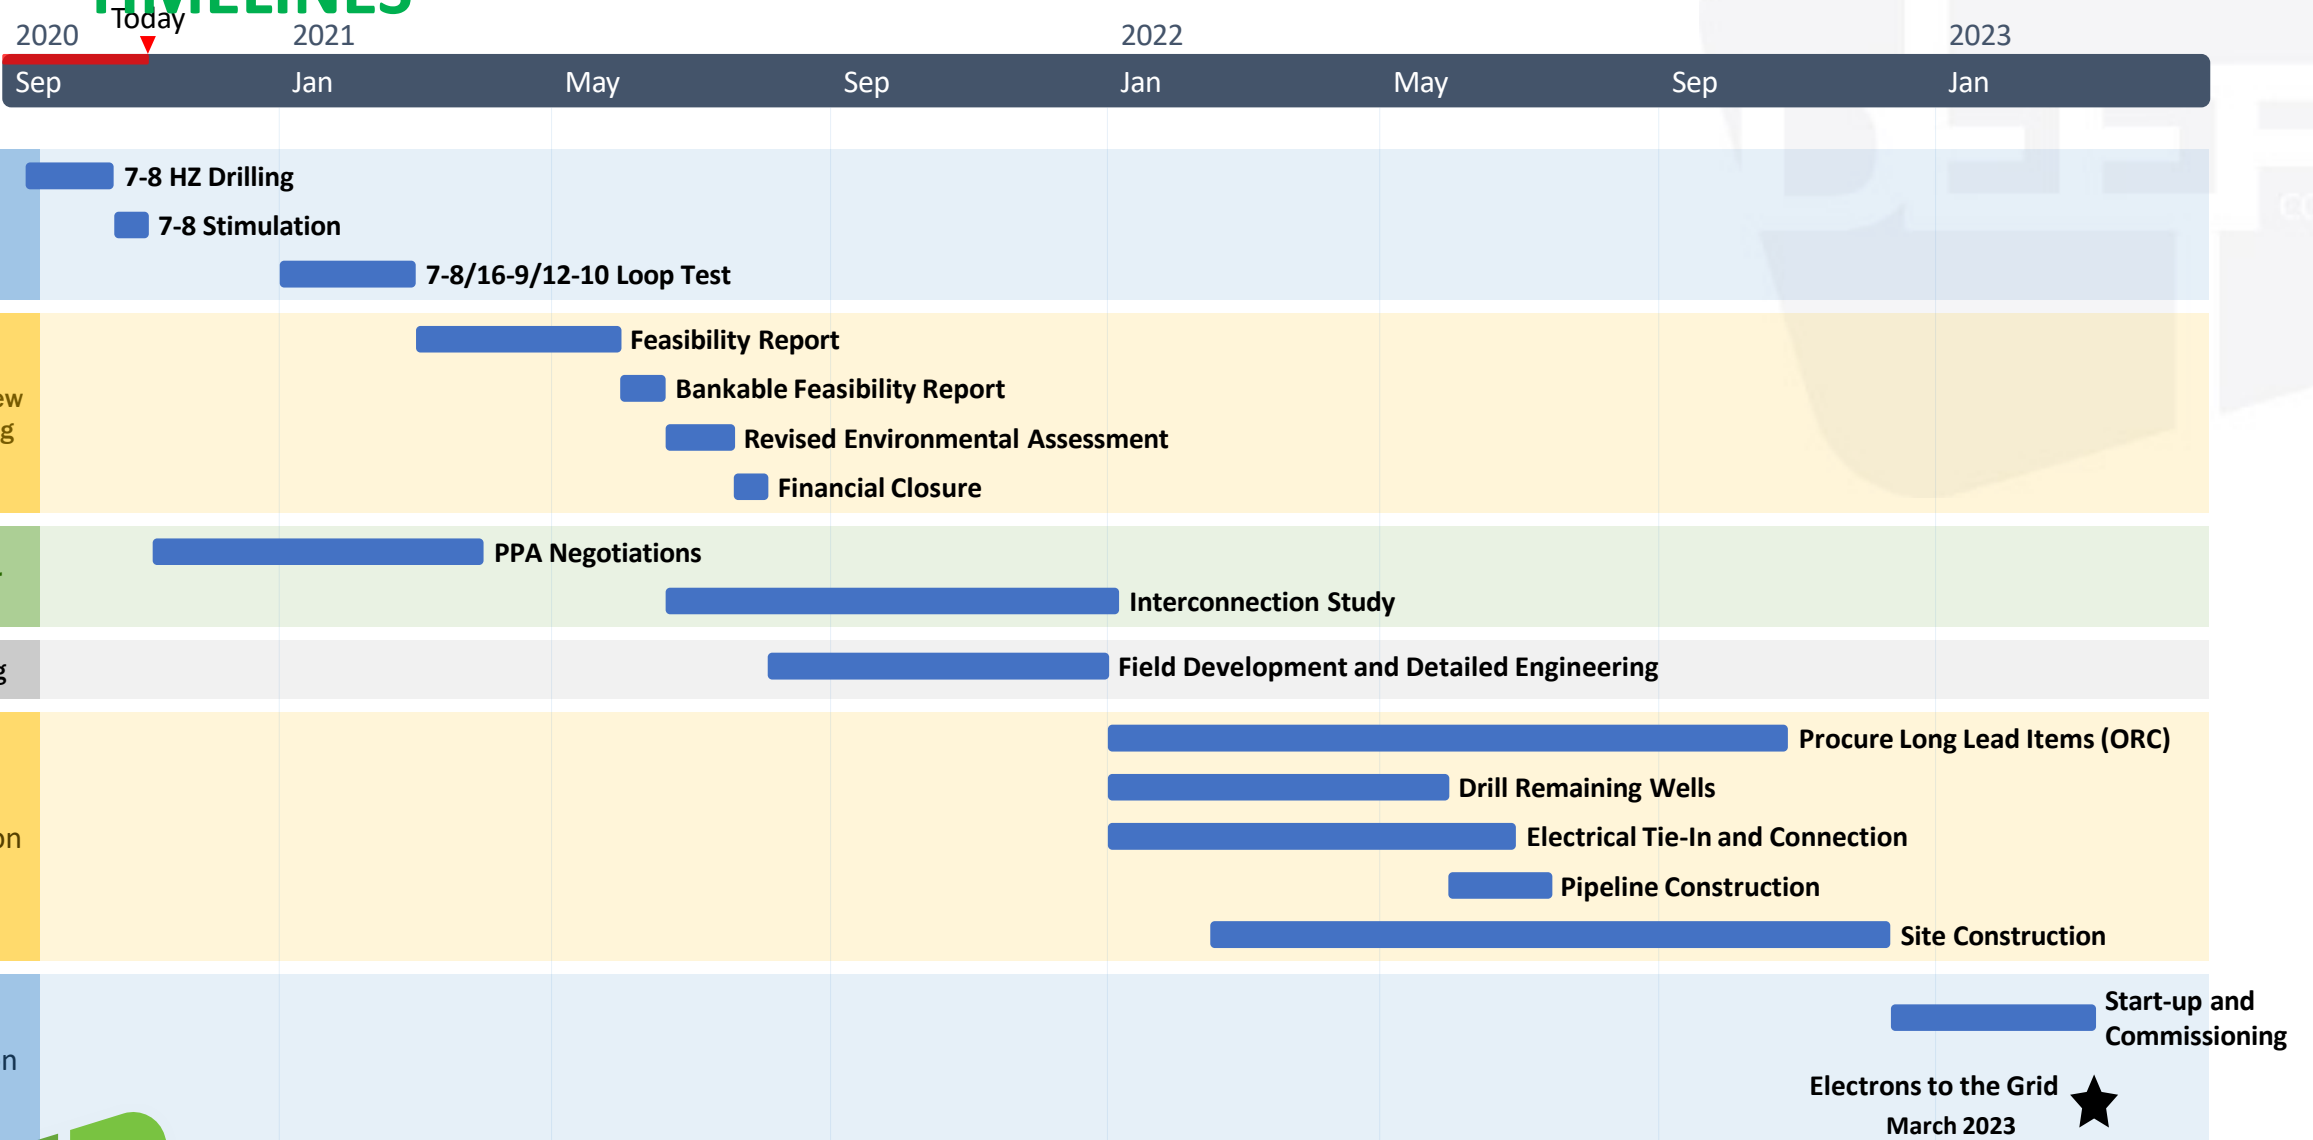 TIMELINES
Today
2020 2021 2022 2023
Sep Jan May Sep Jan May Sep Jan
7-8 HZ Drilling
7-8 Stimulation
7-8/16-9/12-10 Loop Test
Feasibility Report
Bankable Feasibility Report
Revised Environmental Assessment
Financial Closure
PPA Negotiations
Interconnection Study
Field Development and Detailed Engineering
Procure Long Lead Items (ORC)
Drill Remaining Wells
Electrical Tie-In and Connection
Pipeline Construction
Site Construction
Start-up and
Commissioning
Electrons to the Grid
March 2023